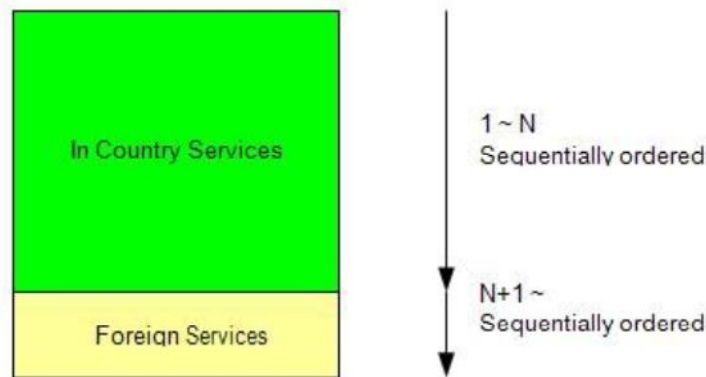 In Country Services
1 ~ N
Sequentially ordered
N+1 ~
Sequentially ordered
Foreign Services